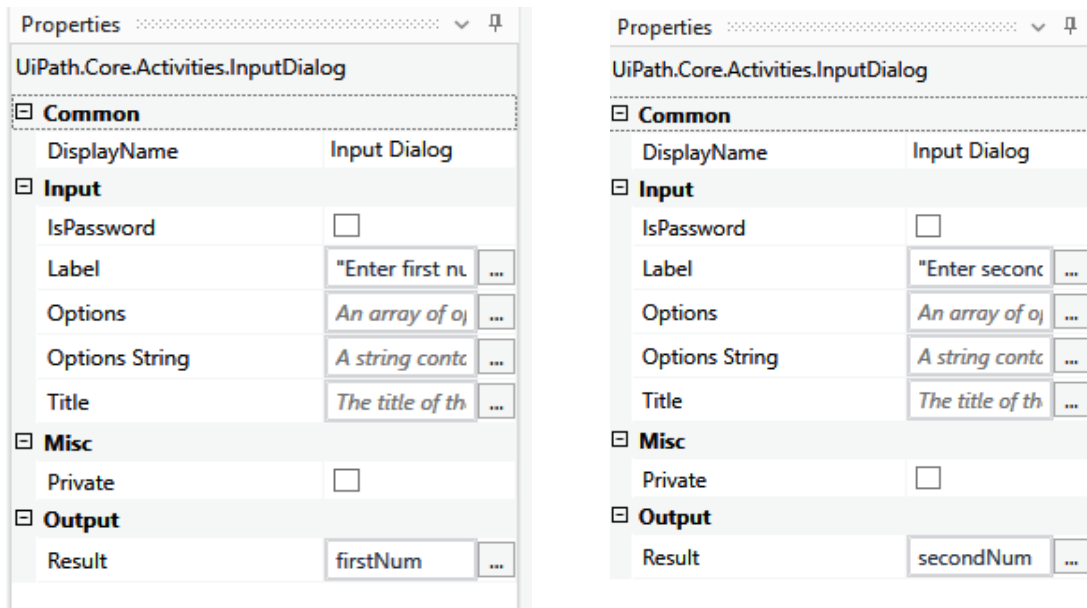 Properties
UiPath.Core.Activities.InputDialog
Common
DisplayName Input Dialog
Input
IsPassword
Label "Enter first nu ...
Options An array of o ...
Options String A string conta ...
Title The title of th ...
Misc
Private
Output
Result firstNum ...
Properties
UiPath.Core.Activities.InputDialog
Common
DisplayName Input Dialog
Input
IsPassword
Label "Enter second ...
Options An array of o ...
Options String A string conta ...
Title The title of th ...
Misc
Private
Output
Result secondNum ...